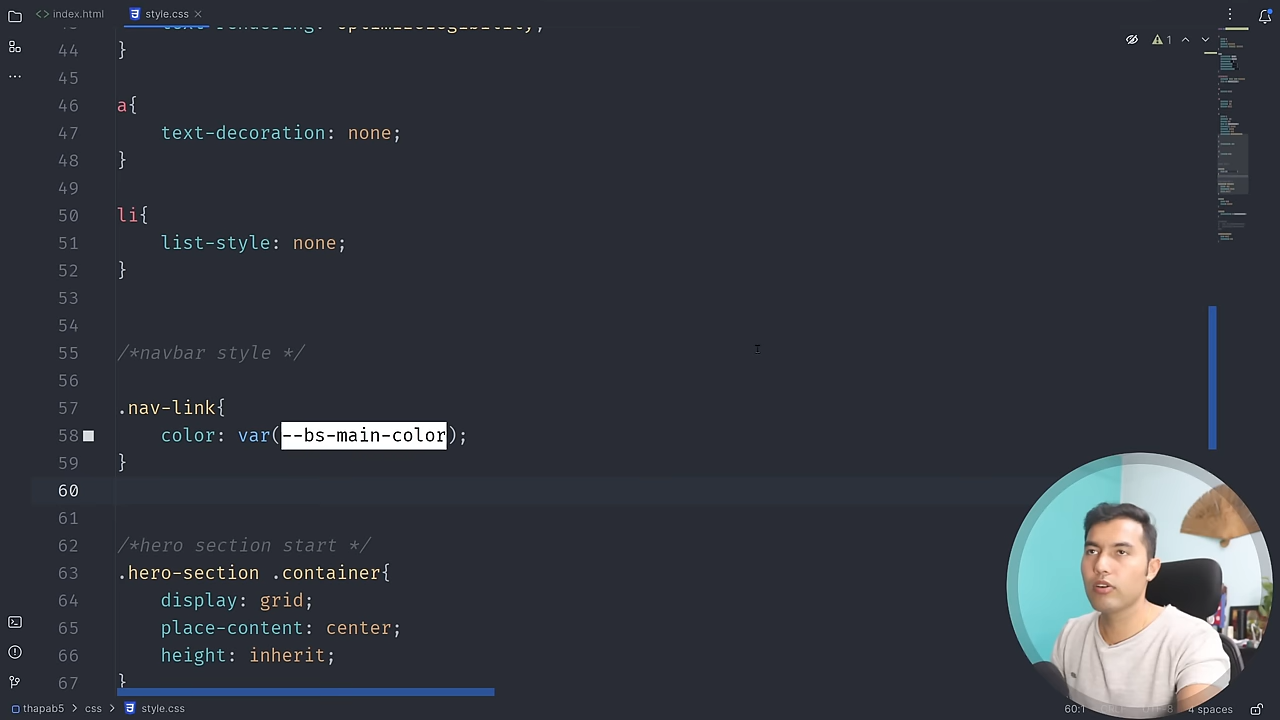 index.html
style.css
1
44 }
45
46 a{
47 text-decoration: none;
48 }
49
50 li{
51 list-style: none;
52 }
53
54
55 /*navbar style */
56
57 .nav-link{
58 color: var(--bs-main-color);
59 }
60
61
62 /*hero section start */
63 .hero-section .container{
64 display: grid;
65 place-content: center;
66 height: inherit;
67 }
thapab5 > css > style.css
60:1 UTF-8 4 spaces